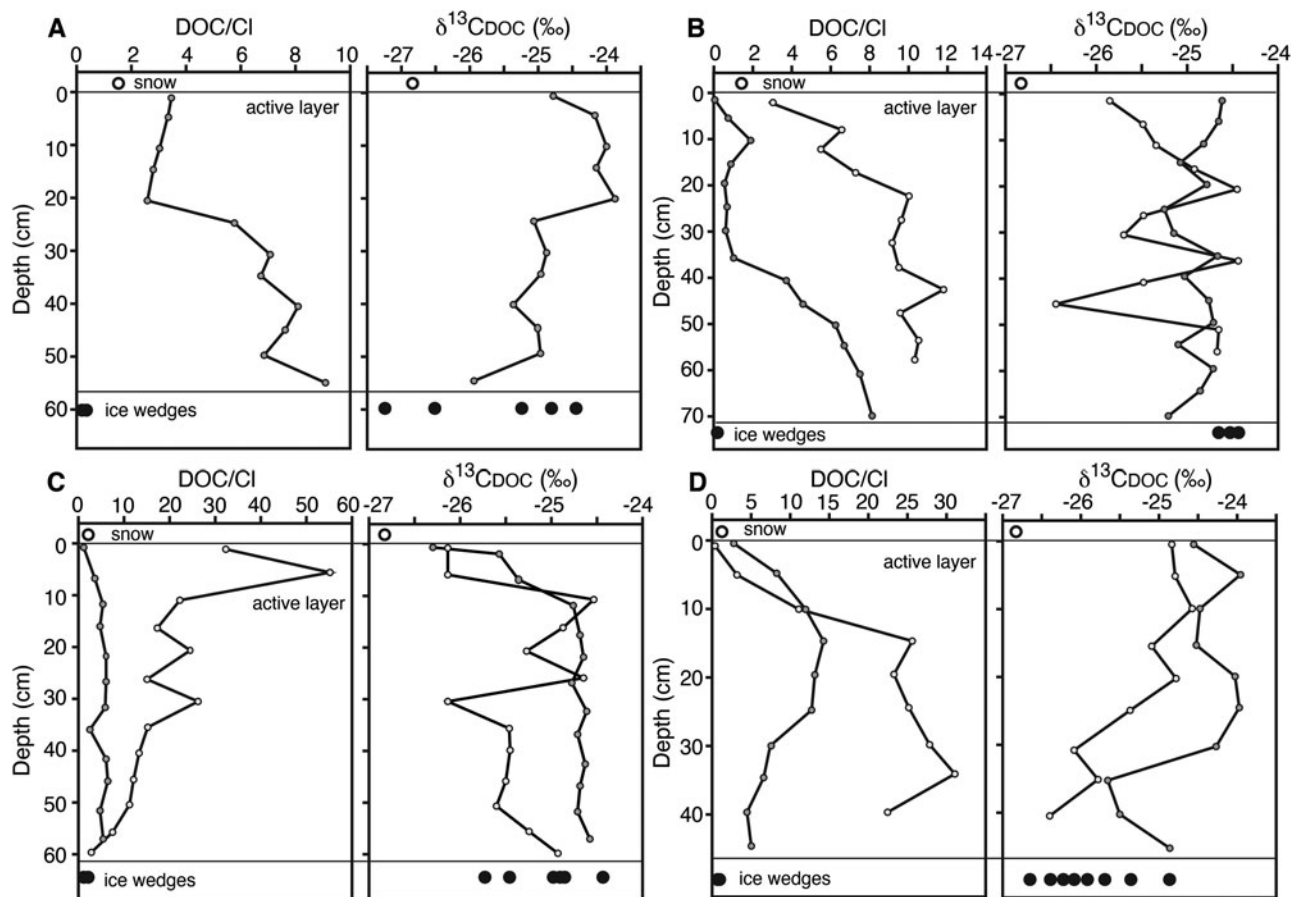 A
DOC/Cl
0 2 4 6 8 10
δ¹³CDOC (‰)
-27 -26 -25 -24
snow
active layer
0
10
20
30
40
50
60
Depth (cm)
ice wedges
B
DOC/Cl
0 2 4 6 8 10 12 14
δ¹³CDOC (‰)
-27 -26 -25 -24
snow
active layer
0
10
20
30
40
50
60
70
Depth (cm)
ice wedges
C
DOC/Cl
0 10 20 30 40 50 60
δ¹³CDOC (‰)
-27 -26 -25 -24
snow
active layer
0
10
20
30
40
50
60
Depth (cm)
ice wedges
D
DOC/Cl
0 5 10 15 20 25 30
δ¹³CDOC (‰)
-27 -26 -25 -24
snow
active layer
0
10
20
30
40
Depth (cm)
ice wedges